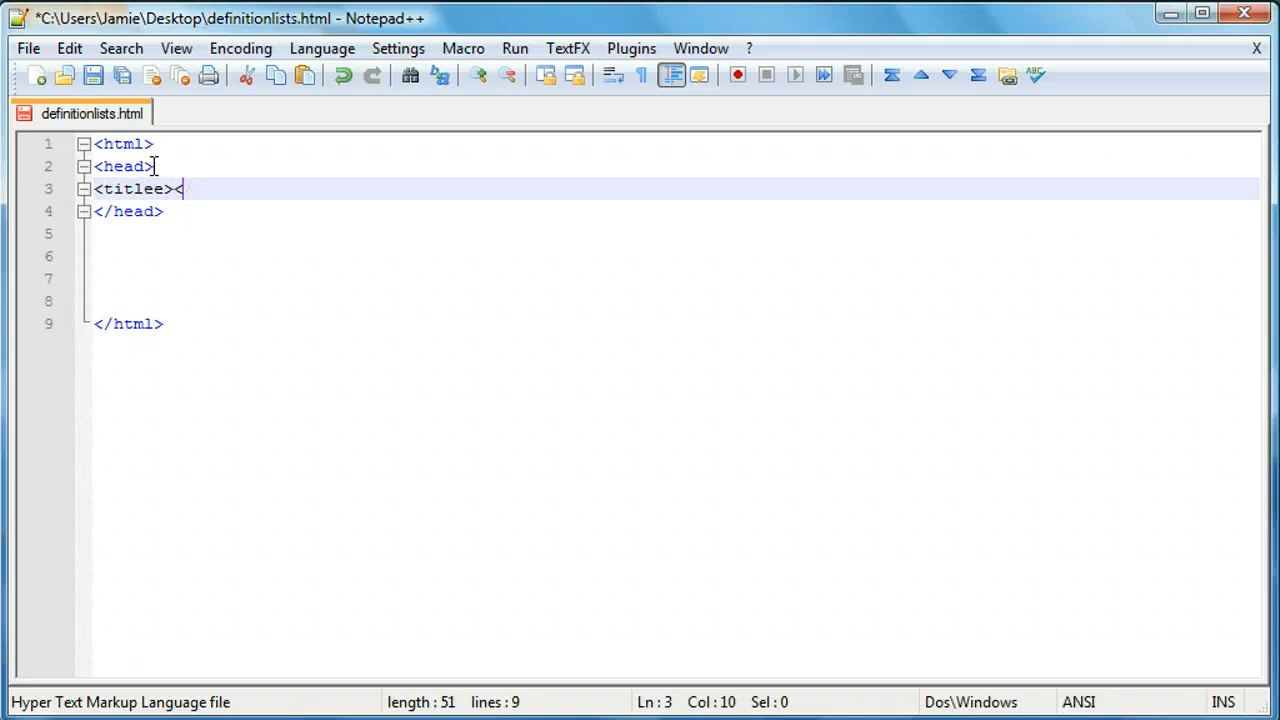 *C:\Users\Jamie\Desktop\definitionlists.html - Notepad++
File Edit Search View Encoding Language Settings Macro Run TextFX Plugins Window ? X
ABC
definitionlists.html
1 <html>
2 <head>
3 <titlee><
4 </head>
5
6
7
8
9 </html>
Hyper Text Markup Language file length : 51 lines : 9 Ln : 3 Col : 10 Sel : 0 Dos\Windows ANSI INS